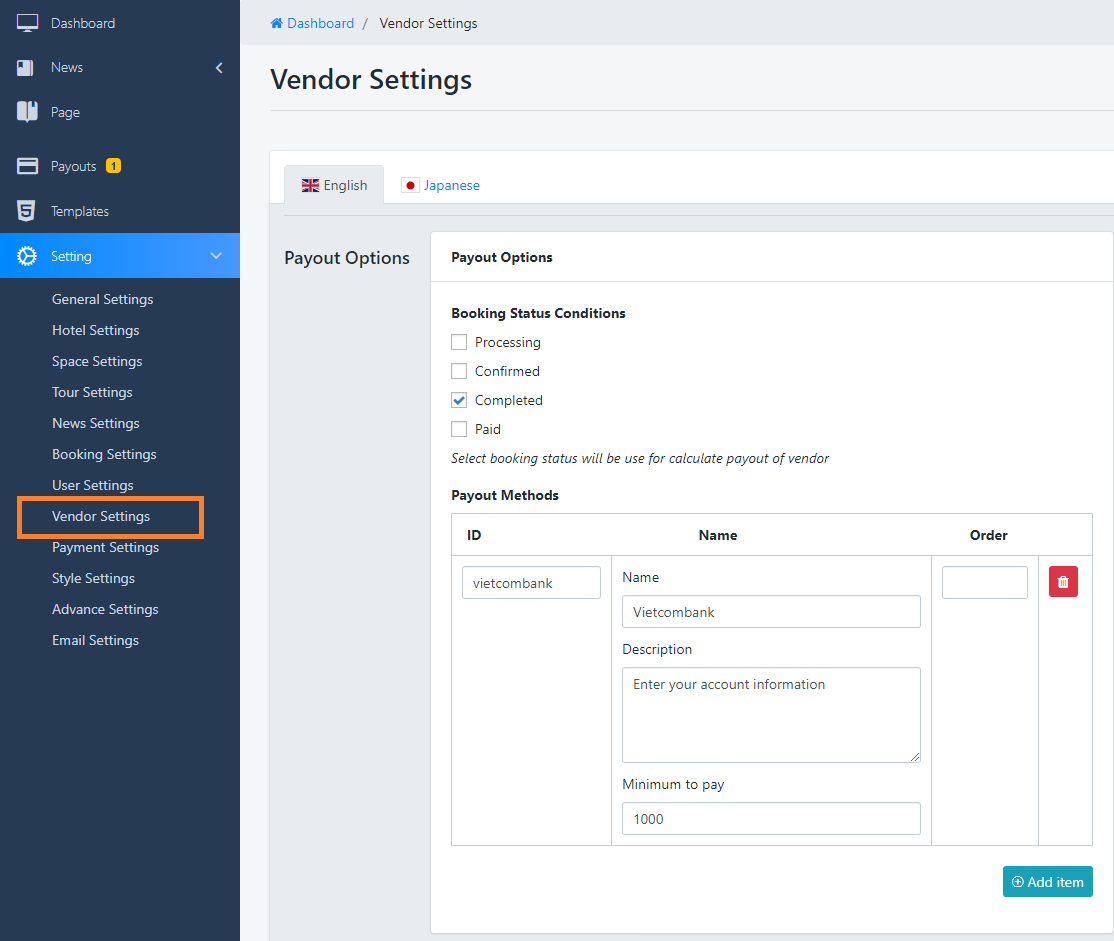 Dashboard
News
Page
Payouts 1
Templates
Setting
General Settings
Hotel Settings
Space Settings
Tour Settings
News Settings
Booking Settings
User Settings
Vendor Settings
Payment Settings
Style Settings
Advance Settings
Email Settings
Dashboard / Vendor Settings
Vendor Settings
English Japanese
Payout Options
Payout Options
Booking Status Conditions
Processing
Confirmed
Completed
Paid
Select booking status will be use for calculate payout of vendor
Payout Methods
ID Name Order
vietcombank
Name
Vietcombank
Description
Enter your account information
Minimum to pay
1000
Add item